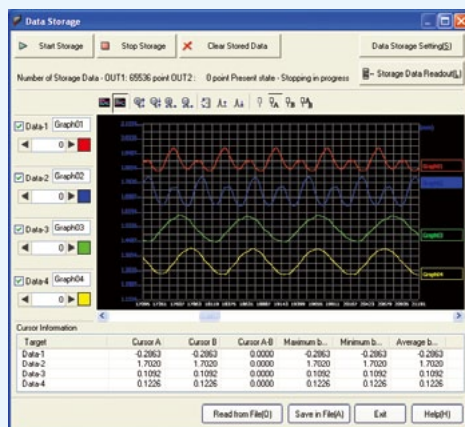 Data Storage
Start Storage Stop Storage Clear Stored Data Data Storage Setting(S)
Number of Storage Data - OUT1: 65536 point OUT2 : 0 point Present state - Stopping in progress Storage Data Readout(L)
Data-1 Graph01
0
Data-2 Graph02
0
Data-3 Graph03
0
Data-4 Graph04
0
Graph01
Graph02
Graph03
Graph04
Cursor Information
Target Cursor A Cursor B Cursor A-B Maximum b... Minimum b... Average b...
Data-1 -0.2863 -0.2863 0.0000 -0.2863 -0.2863 -0.2863
Data-2 1.7020 1.7020 0.0000 1.7020 1.7020 1.7020
Data-3 0.1092 0.1092 0.0000 0.1092 0.1092 0.1092
Data-4 0.1226 0.1226 0.0000 0.1226 0.1226 0.1226
Read from File(O) Save in File(A) Exit Help(H)